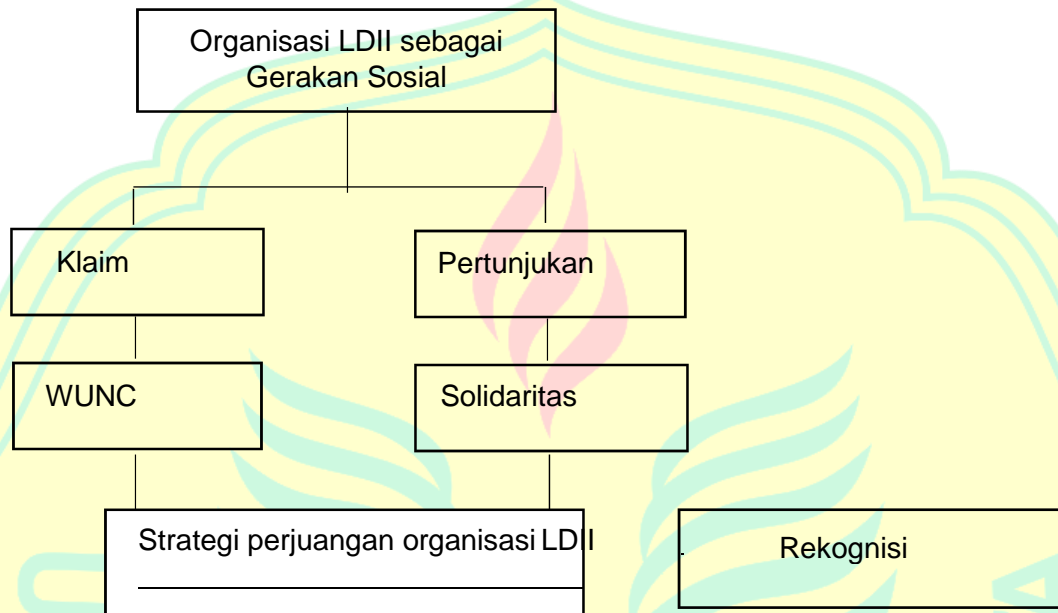 Organisasi LDII sebagai
Gerakan Sosial
Klaim
Pertunjukan
WUNC
Solidaritas
Strategi perjuangan organisasi LDII
Rekognisi